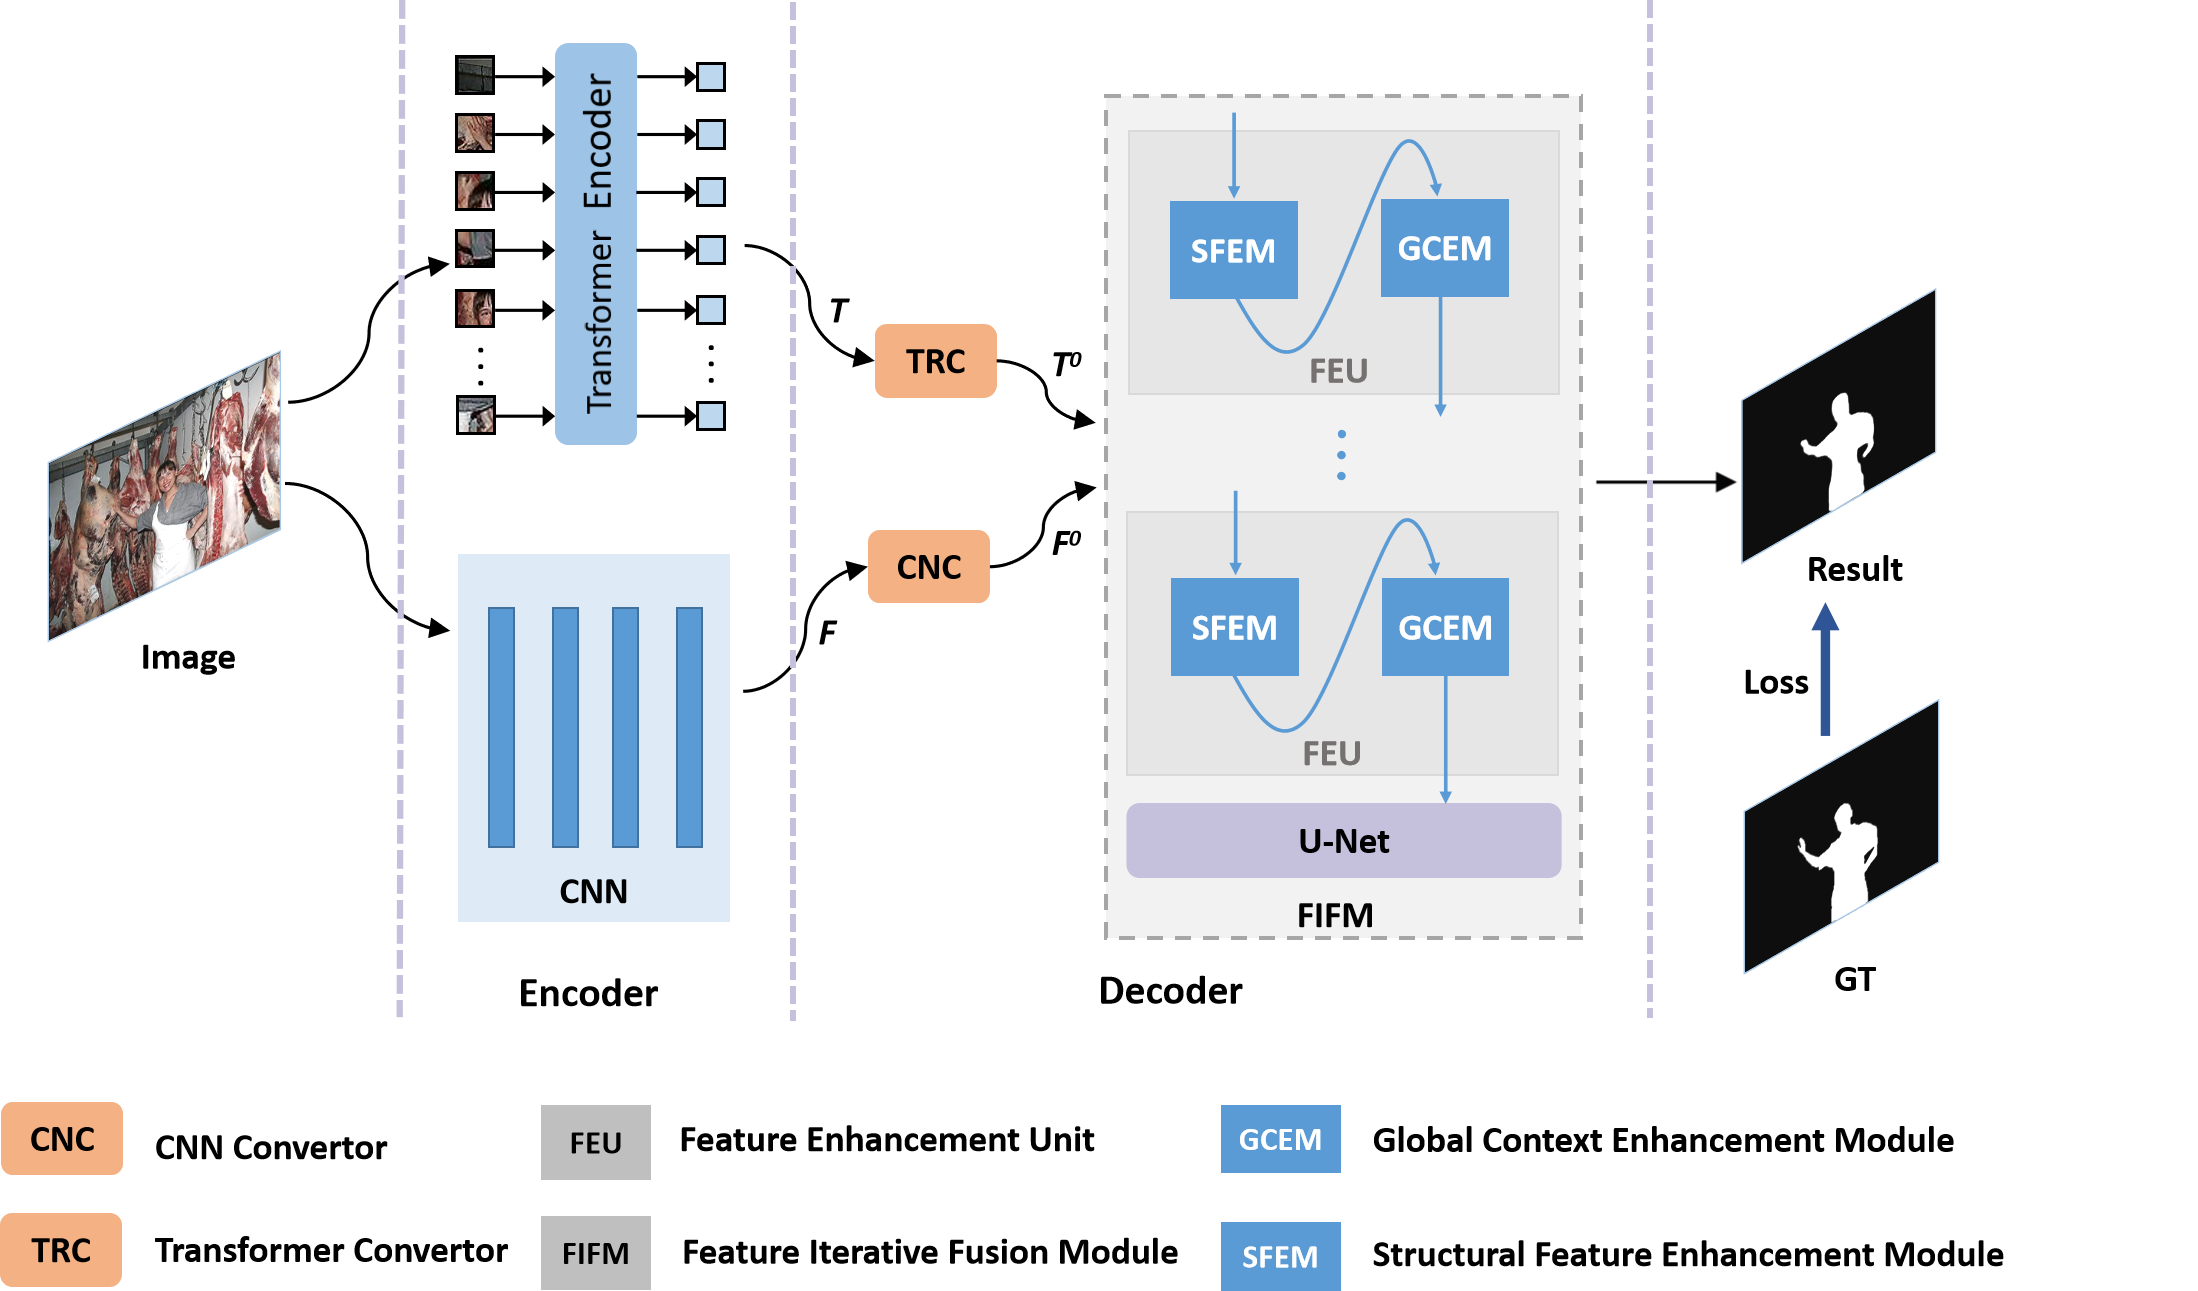 Transformer Encoder
T
TRC
T⁰
SFEM
GCEM
FEU
CNC
F⁰
F
SFEM
GCEM
FEU
U-Net
FIFM
CNN
Image
Result
Loss
GT
Encoder
Decoder
CNC CNN Convertor
FEU Feature Enhancement Unit
GCEM Global Context Enhancement Module
TRC Transformer Convertor
FIFM Feature Iterative Fusion Module
SFEM Structural Feature Enhancement Module